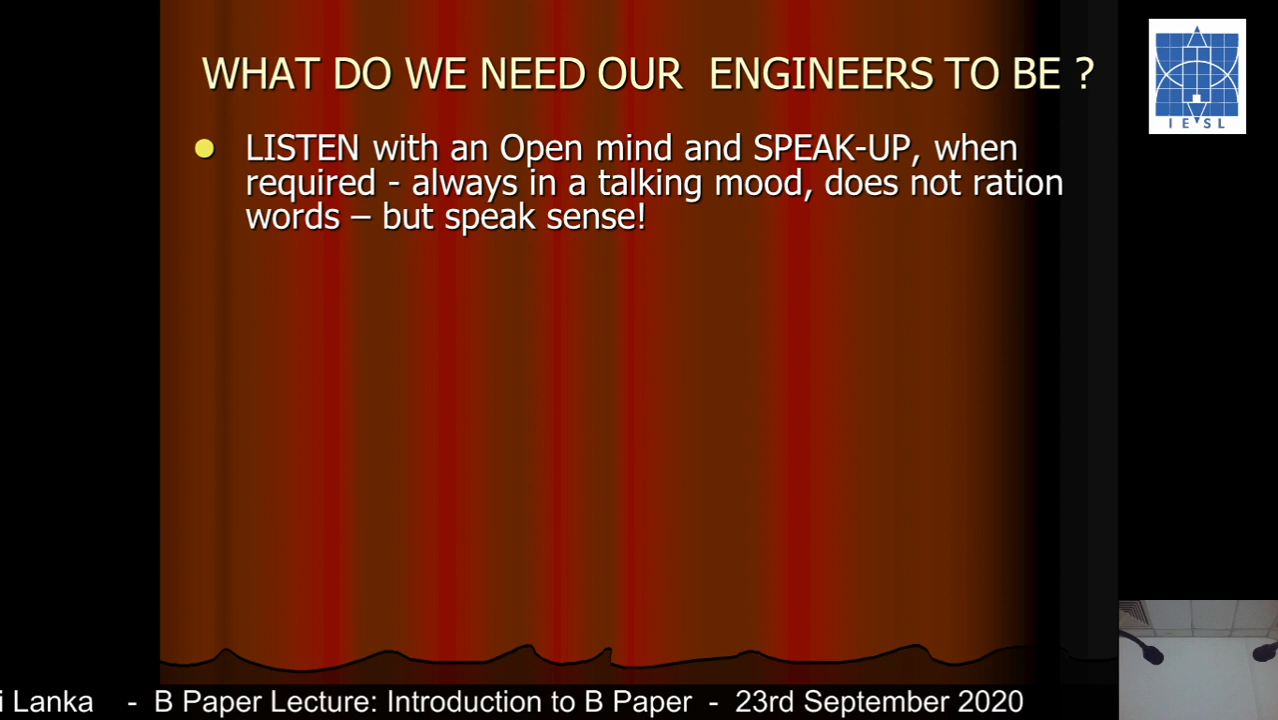 WHAT DO WE NEED OUR ENGINEERS TO BE ?
IESL
LISTEN with an Open mind and SPEAK-UP, when
required - always in a talking mood, does not ration
words – but speak sense!
i Lanka - B Paper Lecture: Introduction to B Paper - 23rd September 2020